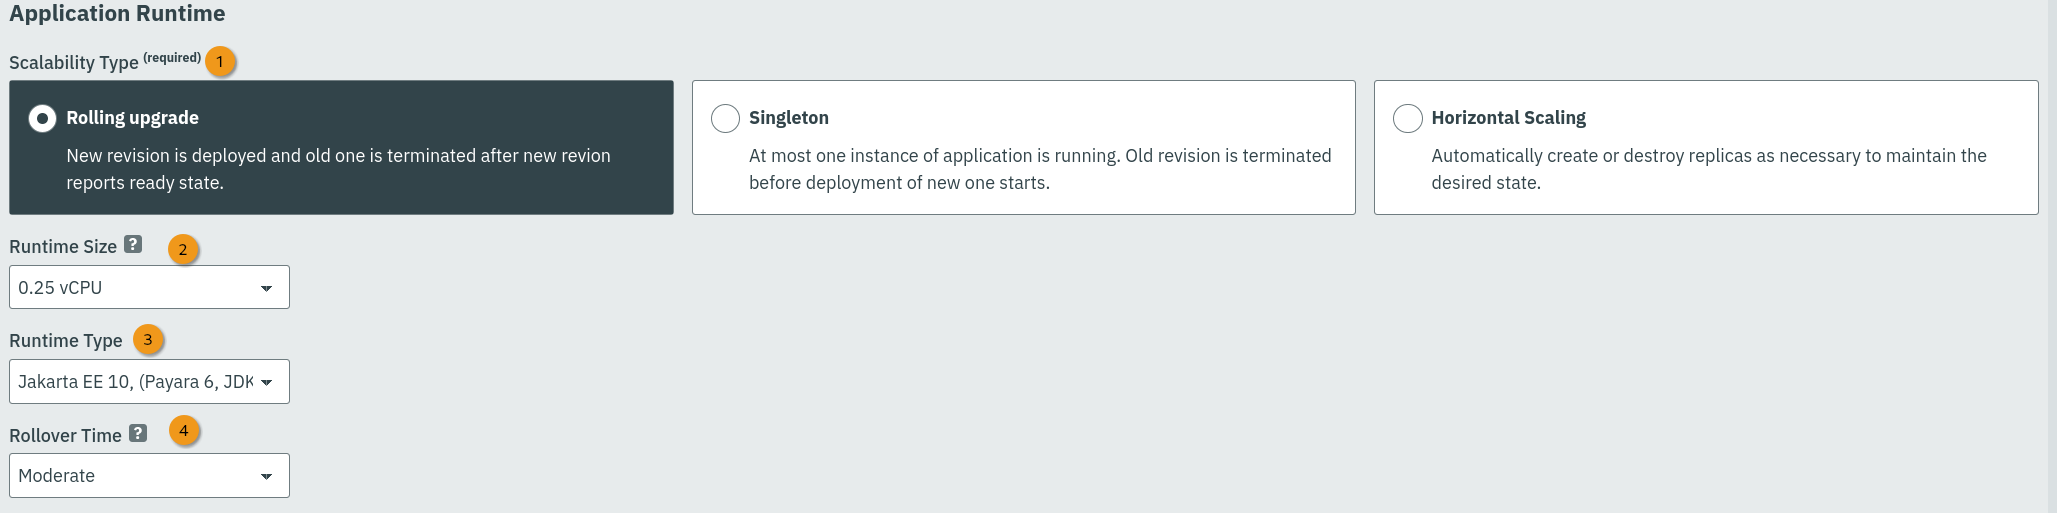 Application Runtime
Scalability Type (required) 1
Rolling upgrade
New revision is deployed and old one is terminated after new revion
reports ready state.
Singleton
At most one instance of application is running. Old revision is terminated
before deployment of new one starts.
Horizontal Scaling
Automatically create or destroy replicas as necessary to maintain the
desired state.
Runtime Size ? 2
0.25 vCPU
Runtime Type 3
Jakarta EE 10, (Payara 6, JDK
Rollover Time ? 4
Moderate